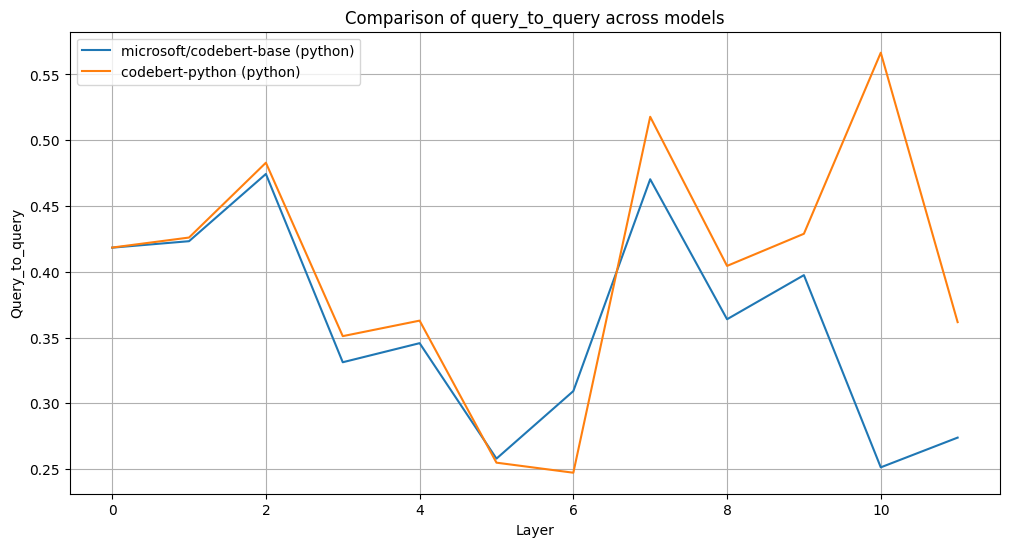 Comparison of query_to_query across models
microsoft/codebert-base (python)
codebert-python (python)
Query_to_query
0.55
0.50
0.45
0.40
0.35
0.30
0.25
0 2 4 6 8 10
Layer